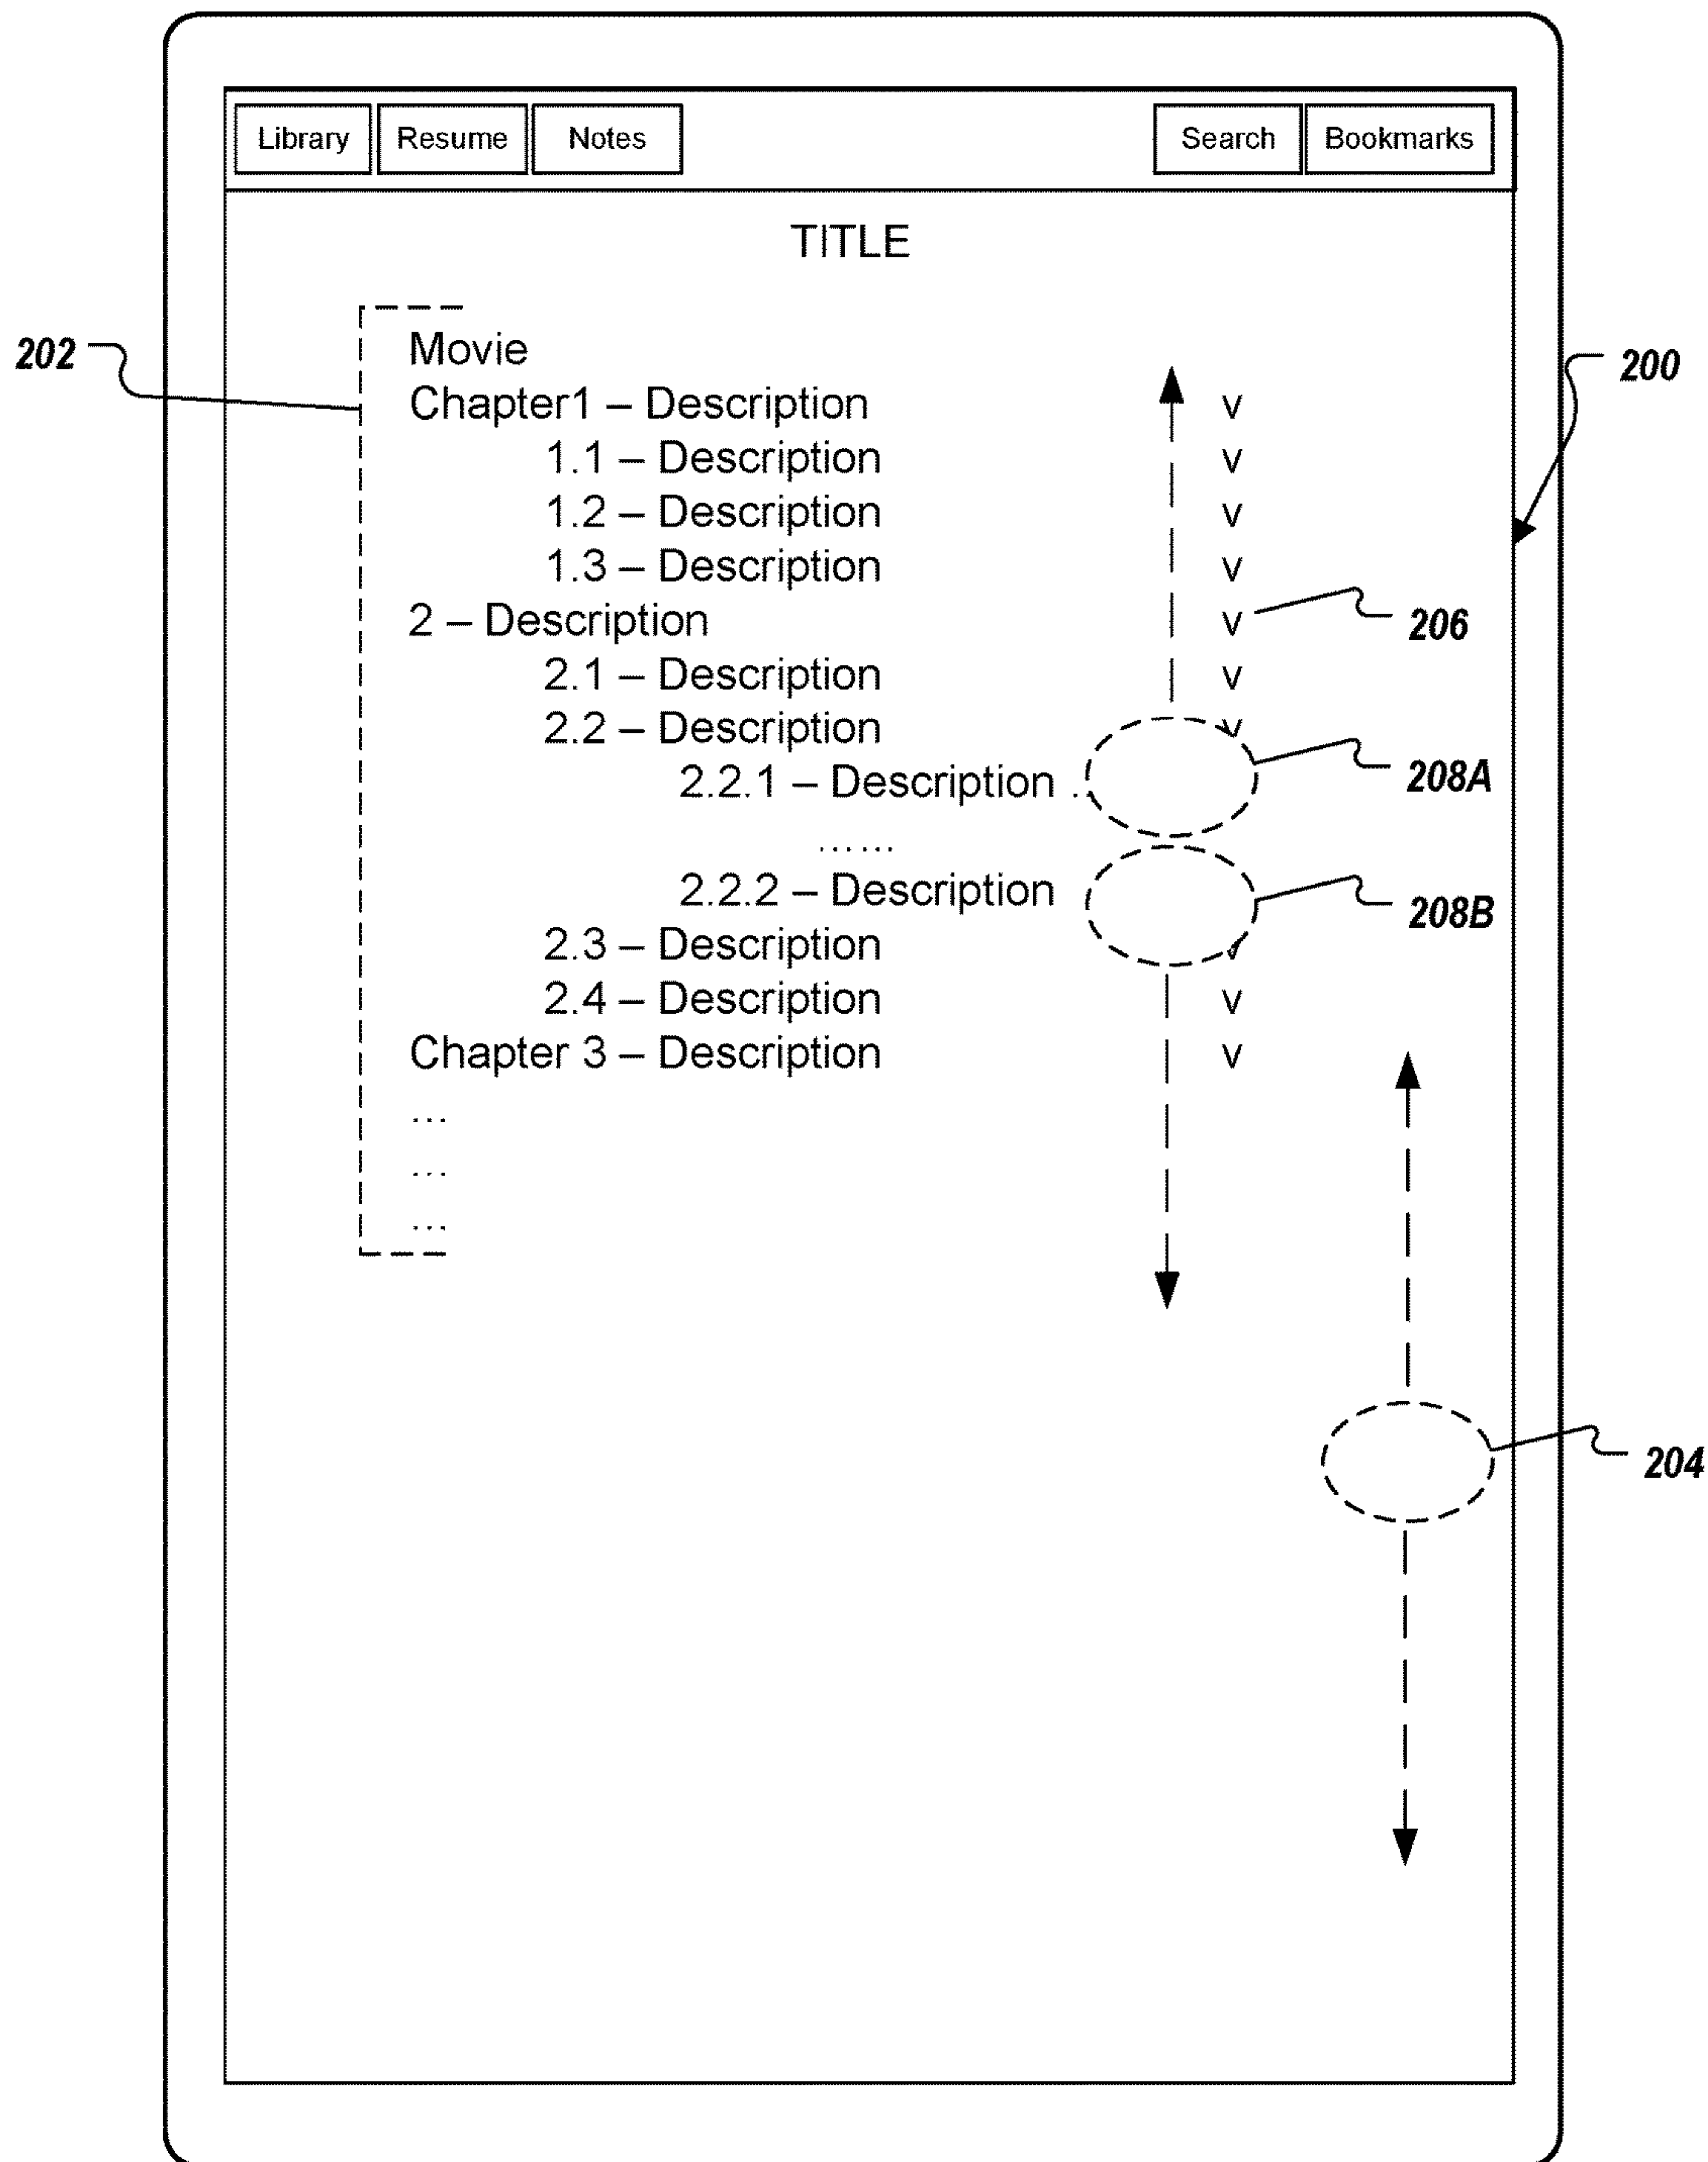 Library Resume Notes Search Bookmarks
TITLE
Movie
202
200
Chapter1 – Description v
1.1 – Description v
1.2 – Description v
1.3 – Description v
2 – Description v 206
2.1 – Description v
2.2 – Description v
2.2.1 – Description .. 208A
......
2.2.2 – Description 208B
2.3 – Description v
2.4 – Description v
Chapter 3 – Description v
...
...
...
204